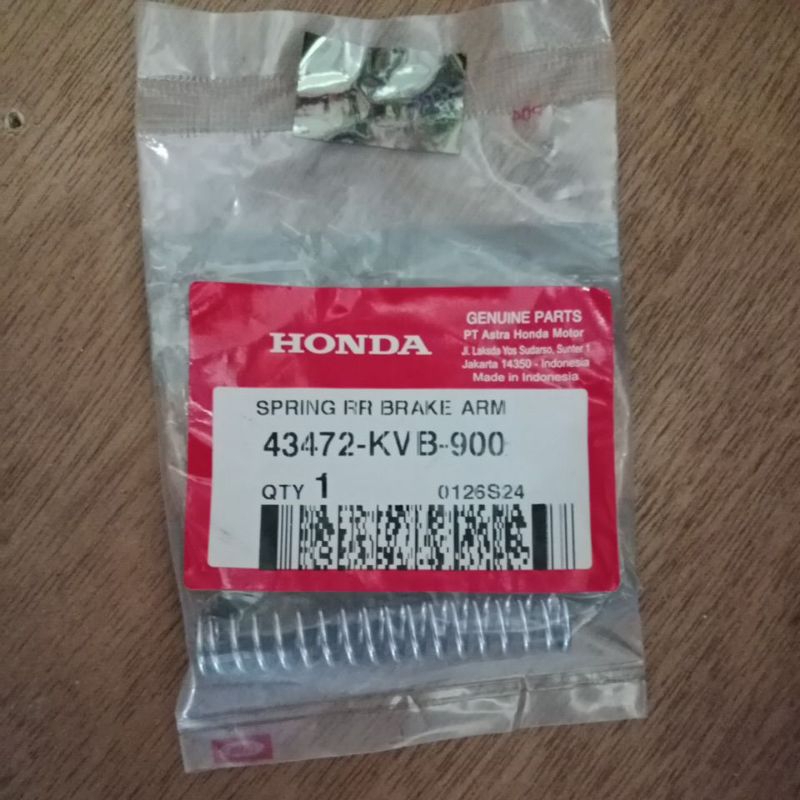 HONDA
GENUINE PARTS
PT Astra Honda Motor
Jl. Laksda Yos Sudarso, Sunter 1
Jakarta 14350 - Indonesia
Made in Indonesia
SPRING RR BRAKE ARM
43472-KVB-900
QTY 1 0126S24